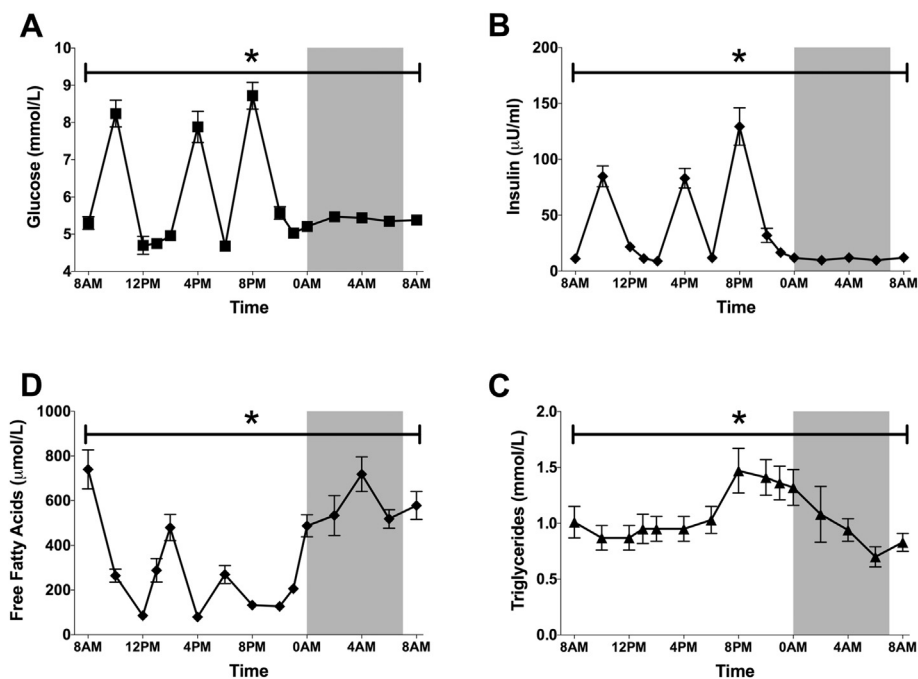 A
*
Glucose (mmol/L)
10
9
8
7
6
5
4
8AM 12PM 4PM 8PM 0AM 4AM 8AM
Time
B
*
Insulin (μU/ml)
200
150
100
50
0
8AM 12PM 4PM 8PM 0AM 4AM 8AM
Time
D
*
Free Fatty Acids (μmol/L)
1000
800
600
400
200
0
8AM 12PM 4PM 8PM 0AM 4AM 8AM
Time
C
*
Triglycerides (mmol/L)
2.0
1.5
1.0
0.5
0.0
8AM 12PM 4PM 8PM 0AM 4AM 8AM
Time